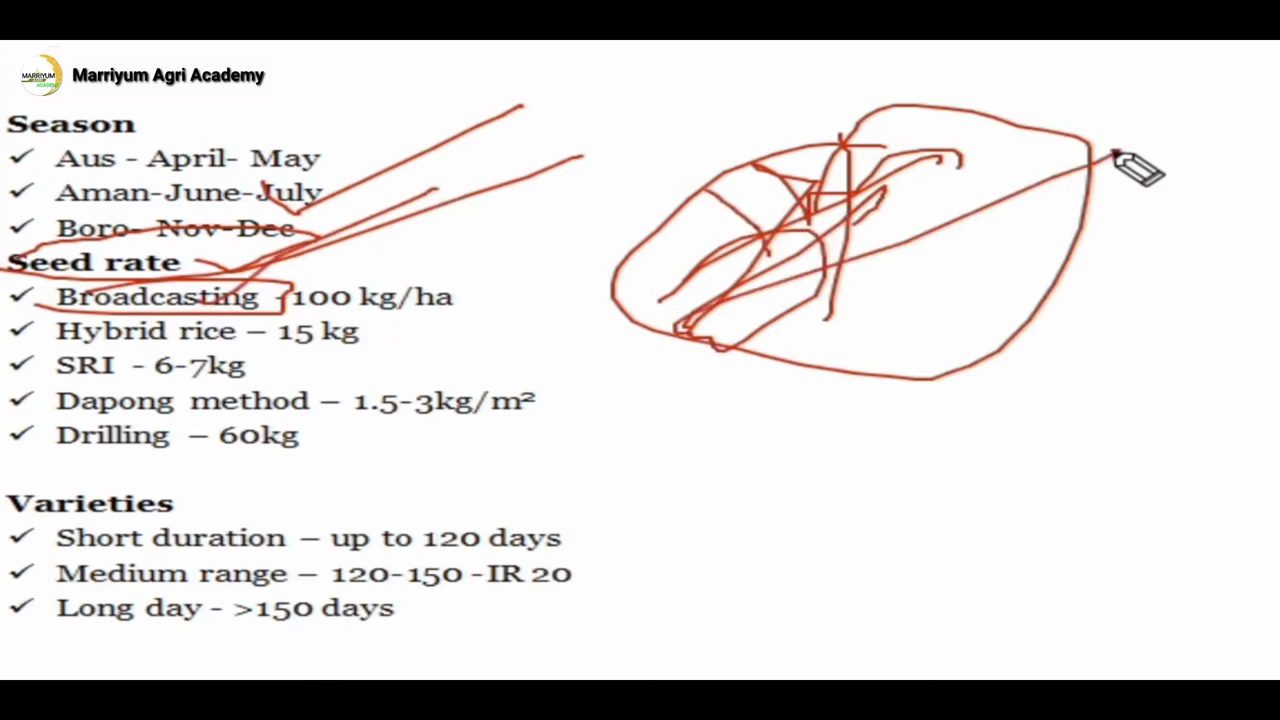 MARRIYUM
ACADEMY
Marriyum Agri Academy
Season
✓ Aus - April- May
✓ Aman-June-July
✓ Boro- Nov-Dec
Seed rate
✓ Broadcasting -100 kg/ha
✓ Hybrid rice – 15 kg
✓ SRI - 6-7kg
✓ Dapong method – 1.5-3kg/m²
✓ Drilling – 60kg
Varieties
✓ Short duration – up to 120 days
✓ Medium range – 120-150 -IR 20
✓ Long day - >150 days